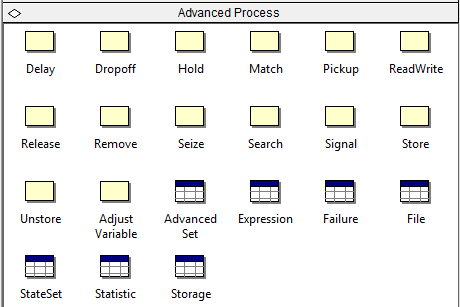 Advanced Process
Delay Dropoff Hold Match Pickup ReadWrite
Release Remove Seize Search Signal Store
Unstore Adjust Variable Advanced Set Expression Failure File
StateSet Statistic Storage